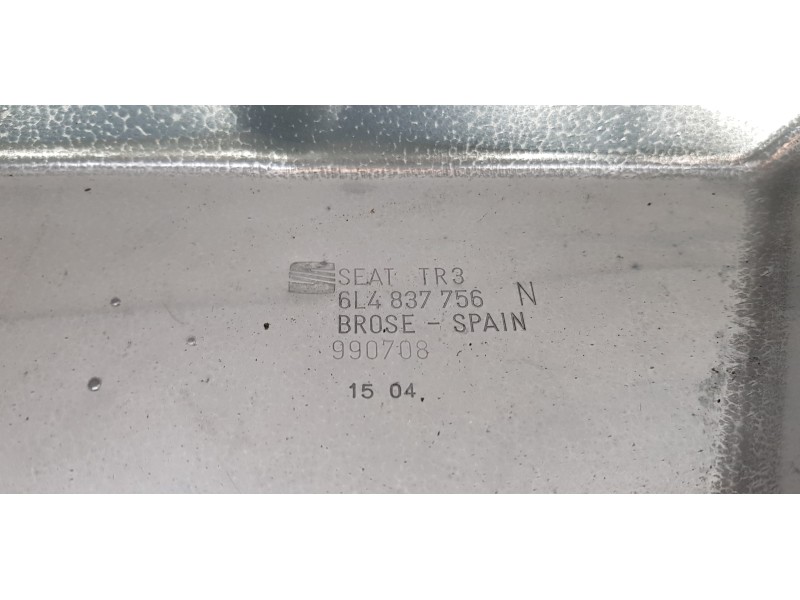 SEAT TR3
6L4 837 756 N
BROSE - SPAIN
990708
15 04